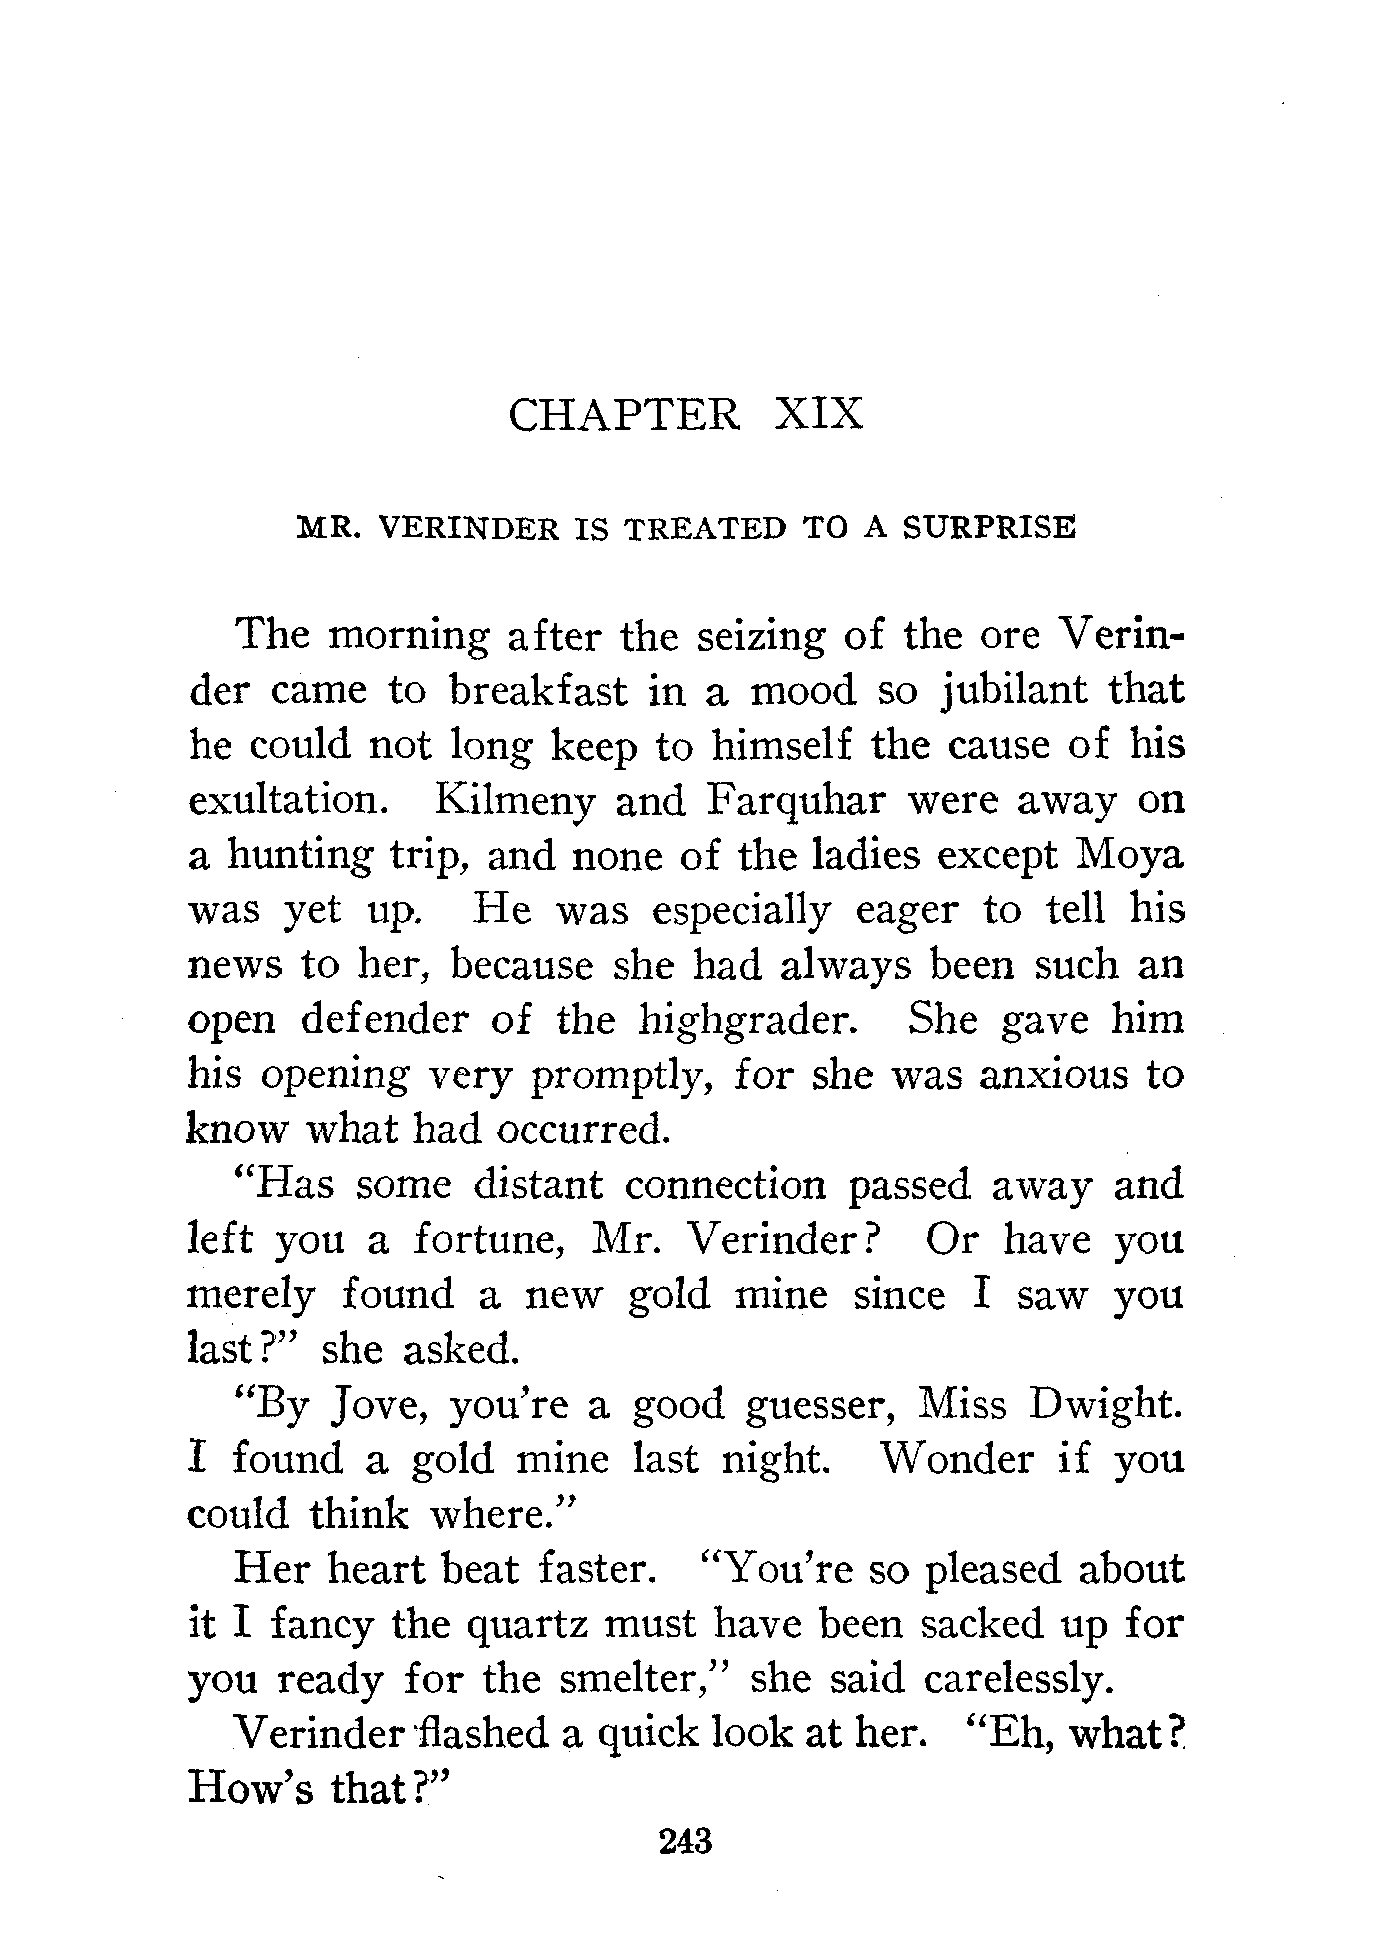 CHAPTER XIX
MR. VERINDER IS TREATED TO A SURPRISE
The morning after the seizing of the ore Verin-
der came to breakfast in a mood so jubilant that
he could not long keep to himself the cause of his
exultation. Kilmeny and Farquhar were away on
a hunting trip, and none of the ladies except Moya
was yet up. He was especially eager to tell his
news to her, because she had always been such an
open defender of the highgrader. She gave him
his opening very promptly, for she was anxious to
know what had occurred.
"Has some distant connection passed away and
left you a fortune, Mr. Verinder? Or have you
merely found a new gold mine since I saw you
last?" she asked.
"By Jove, you're a good guesser, Miss Dwight.
I found a gold mine last night. Wonder if you
could think where."
Her heart beat faster. "You're so pleased about
it I fancy the quartz must have been sacked up for
you ready for the smelter," she said carelessly.
Verinder flashed a quick look at her. "Eh, what?
How's that?"
243